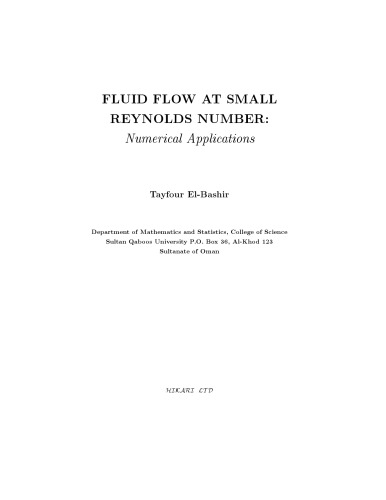 FLUID FLOW AT SMALL
REYNOLDS NUMBER:
Numerical Applications
Tayfour El-Bashir
Department of Mathematics and Statistics, College of Science
Sultan Qaboos University P.O. Box 36, Al-Khod 123
Sultanate of Oman
HIKARI LTD